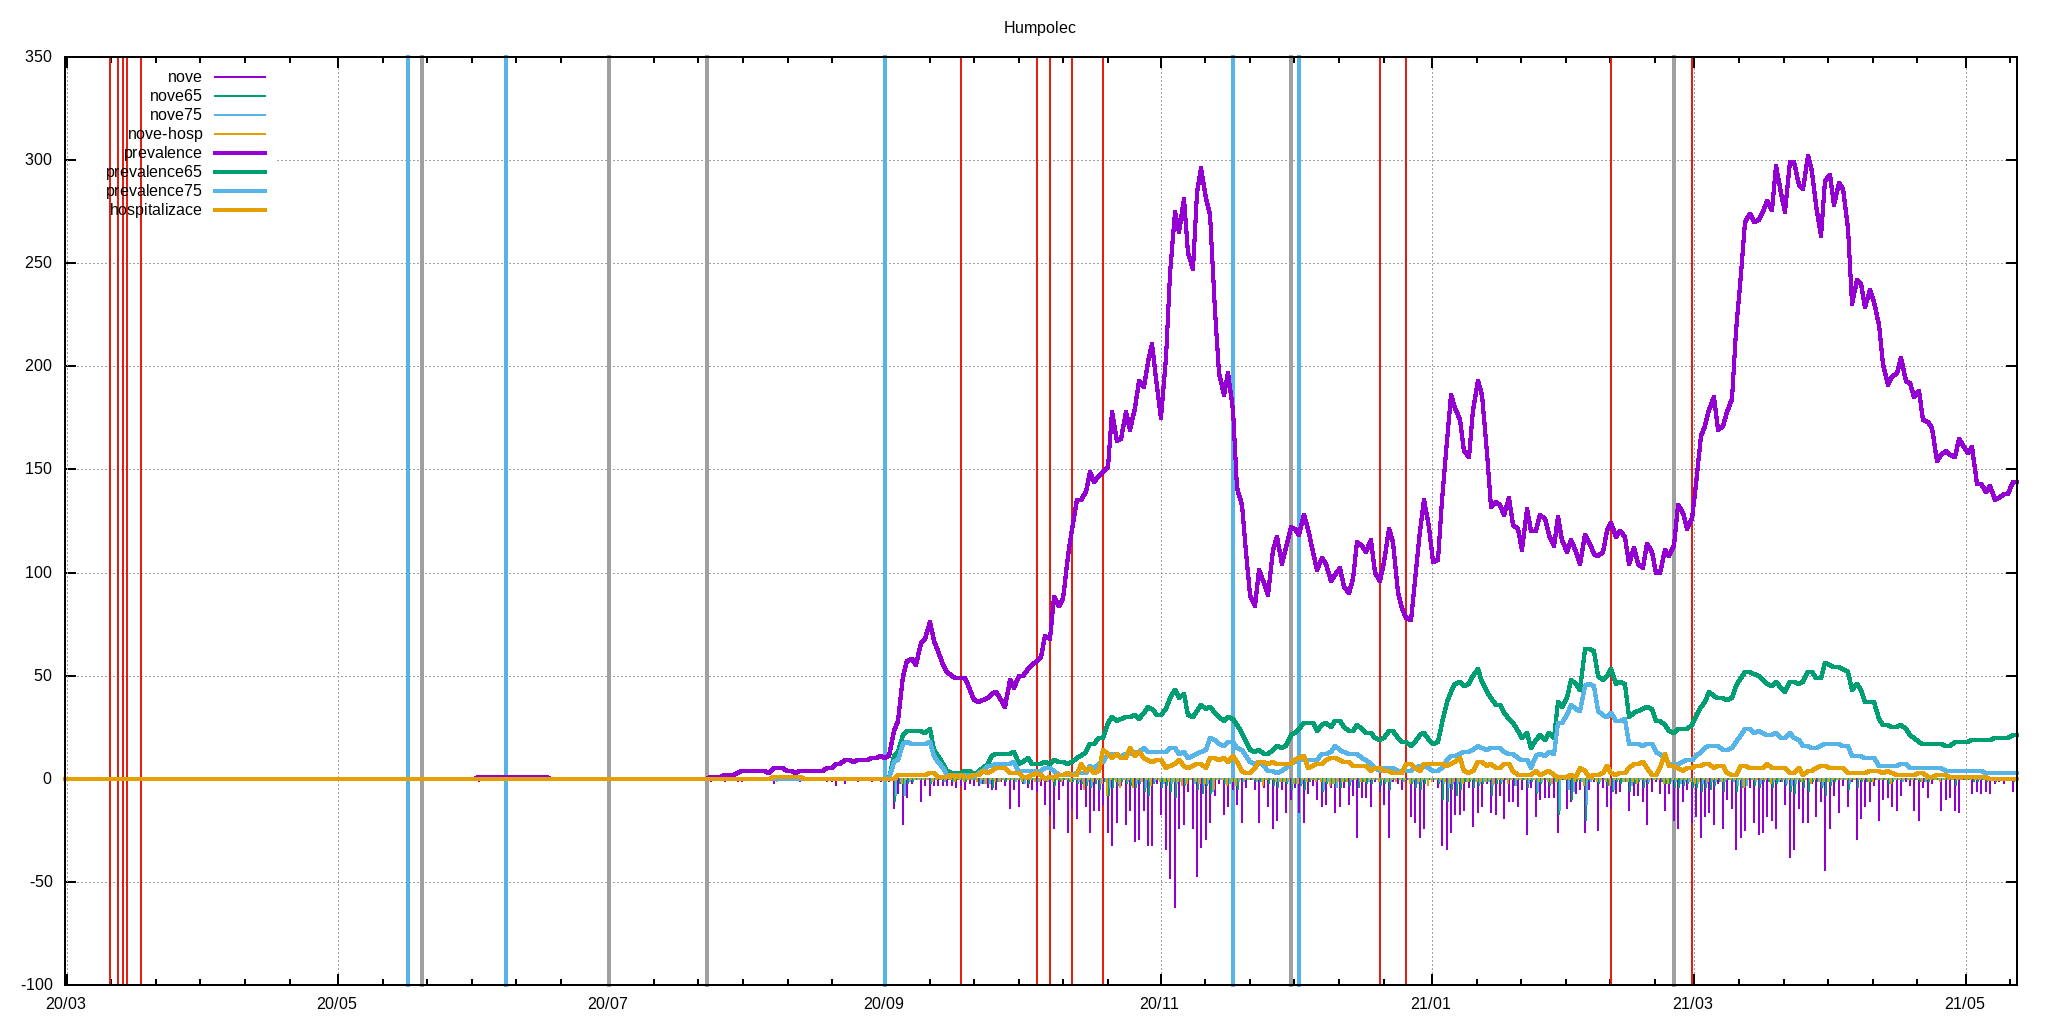 Humpolec
350
300
250
200
150
100
50
0
-50
-100
nove
nove65
nove75
nove-hosp
prevalence
prevalence65
prevalence75
hospitalizace
20/03 20/05 20/07 20/09 20/11 21/01 21/03 21/05